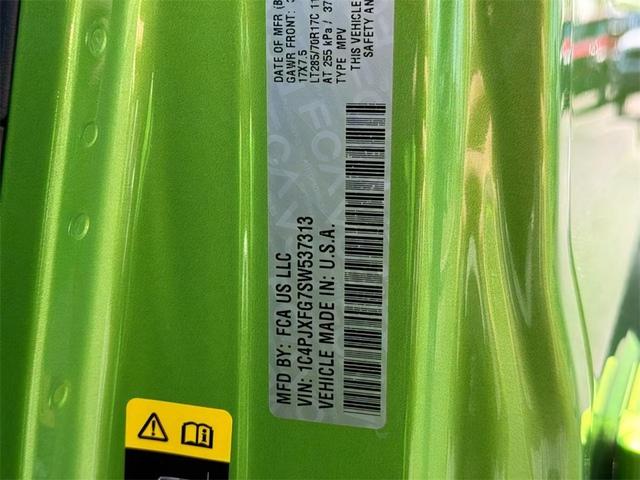 DATE OF MFR
GAWR FRONT:
17X7.5
LT285/70R17C
AT 255 kPa / 37
TYPE MPV
THIS VEHICLE
SAFETY AN
MFD BY: FCA US LLC
VIN: 1C4PJXFG7SW537313
VEHICLE MADE IN: U.S.A.